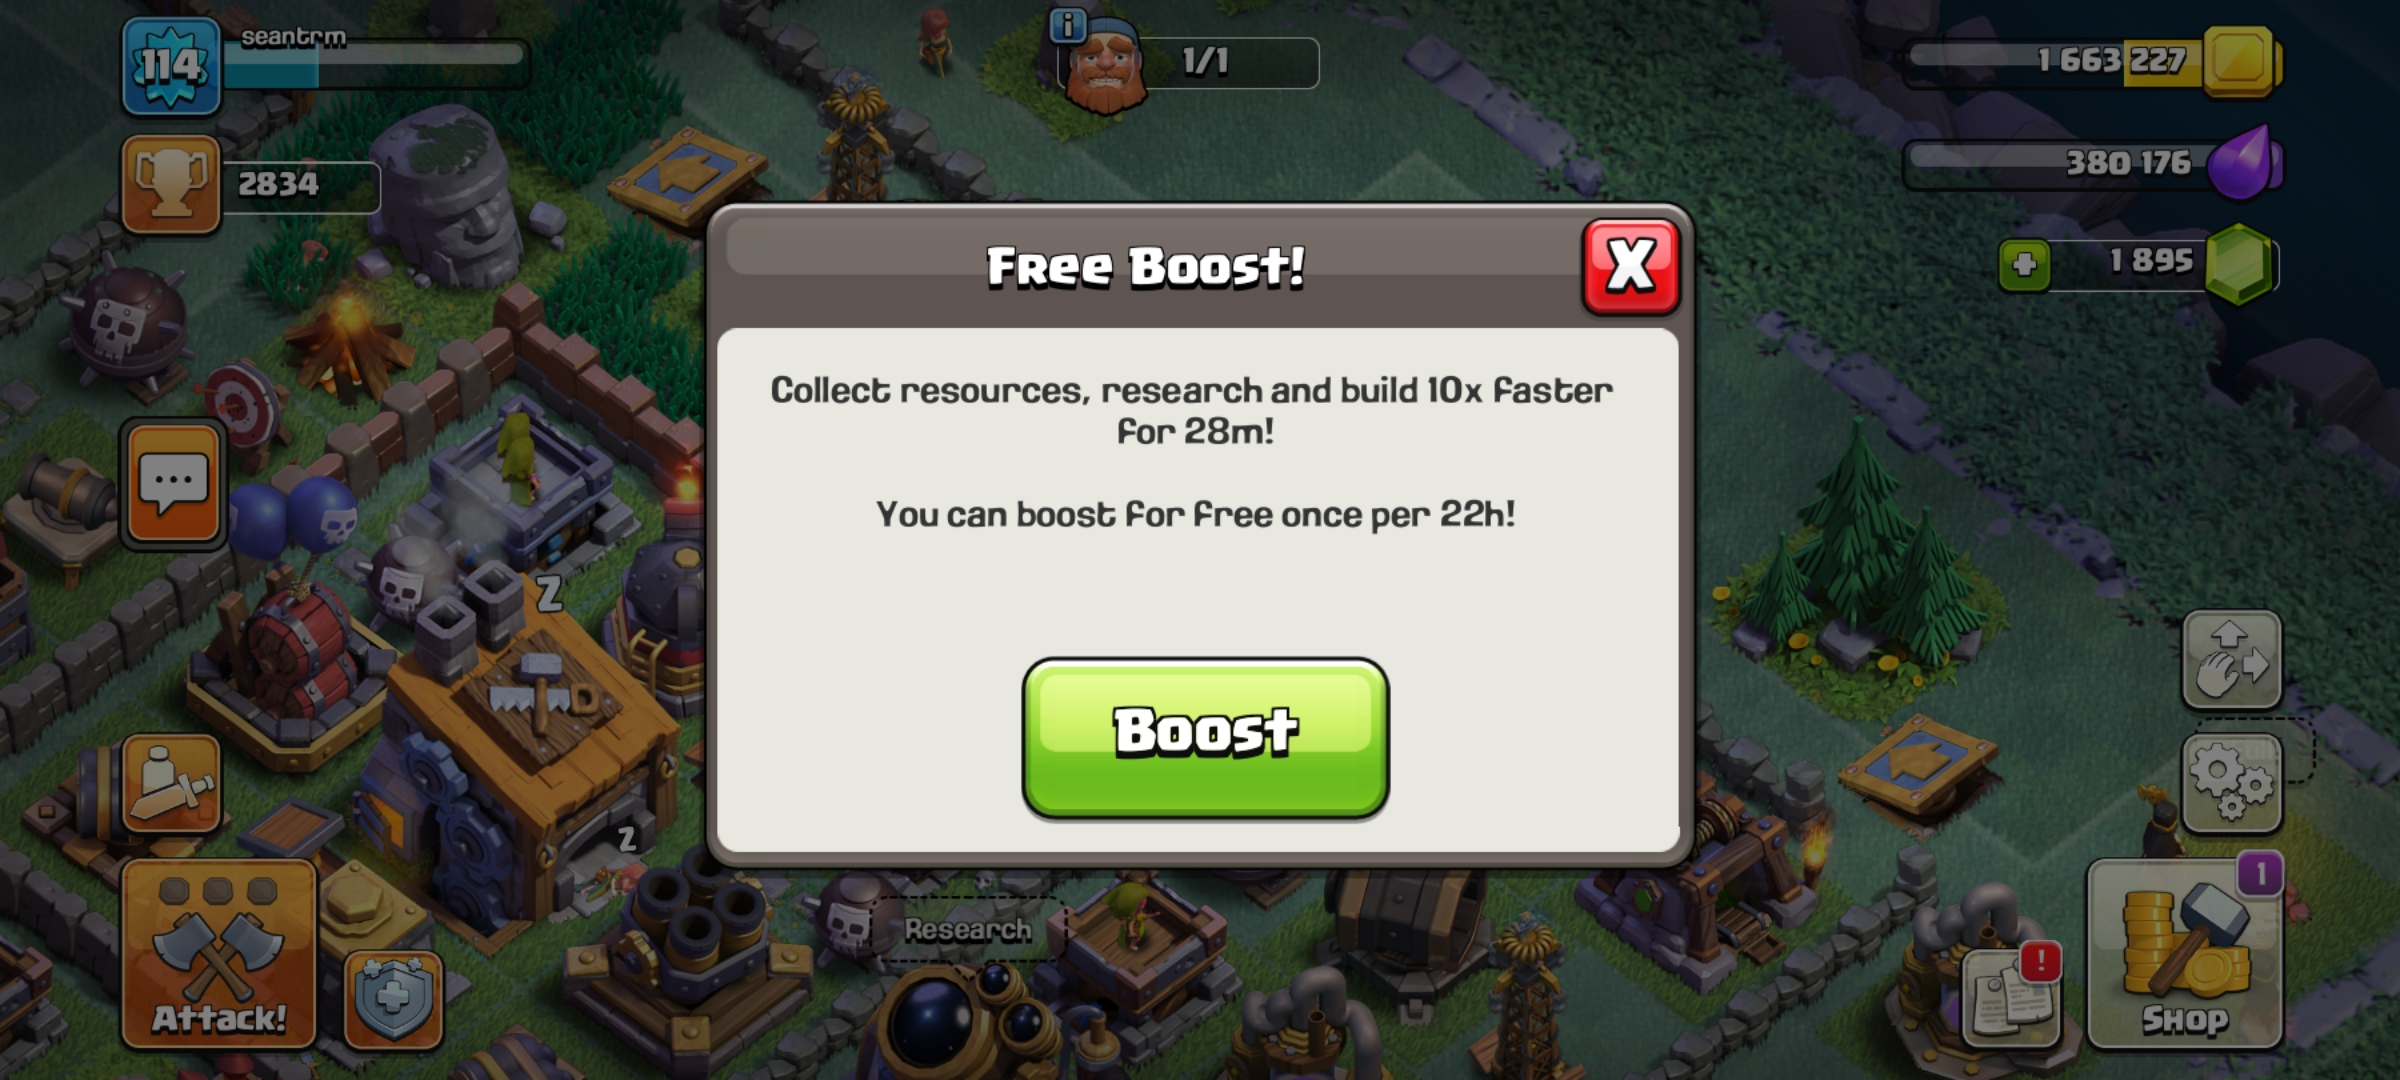 114
seantrm
1/1
1 663 227
2834
380 176
1 895
Free Boost!
X
Collect resources, research and build 10x faster
for 28m!
You can boost for free once per 22h!
Z
Boost
Z
Research
Attack!
1
!
Shop